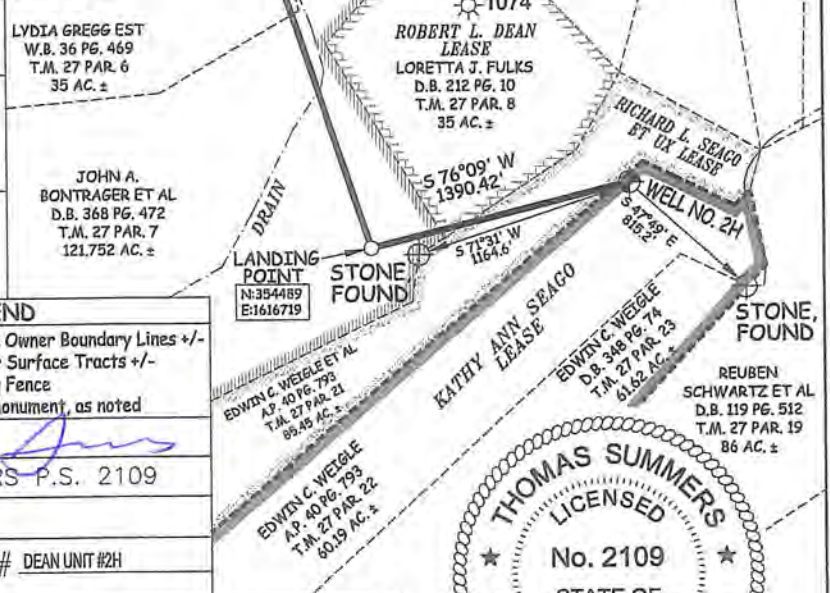 1074
LYDIA GREGG EST
W.B. 36 PG. 469
T.M. 27 PAR. 6
35 AC. ±
ROBERT L. DEAN
LEASE
LORETTA J. FULKS
D.B. 212 PG. 10
T.M. 27 PAR. 8
35 AC. ±
RICHARD L. SEAGO
ET UX LEASE
JOHN A.
BONTRAGER ET AL
D.B. 368 PG. 472
T.M. 27 PAR. 7
121.752 AC. ±
DRAIN
S 76°09' W
1390.42'
WELL NO. 2H
S 47°49' E
815.2'
S 71°31' W
1164.6'
LANDING
POINT
N:354489
E:1616719
STONE
FOUND
KATHY ANN SEAGO
LEASE
STONE,
FOUND
EDWIN C. WEIGLE
D.B. 348 PG. 74
T.M. 27 PAR. 23
61.62 AC. ±
REUBEN
SCHWARTZ ET AL
D.B. 119 PG. 512
T.M. 27 PAR. 19
86 AC. ±
EDWIN C. WEIGLE ET AL
A.P. 40 PG. 793
T.M. 27 PAR. 21
85.45 AC. ±
EDWIN C. WEIGLE
A.P. 40 PG. 793
T.M. 27 PAR. 22
60.19 AC. ±
END
Owner Boundary Lines +/-
Surface Tracts +/-
Fence
onument, as noted
RS P.S. 2109
# DEAN UNIT #2H
THOMAS SUMMERS
LICENSED
No. 2109
STATE OF